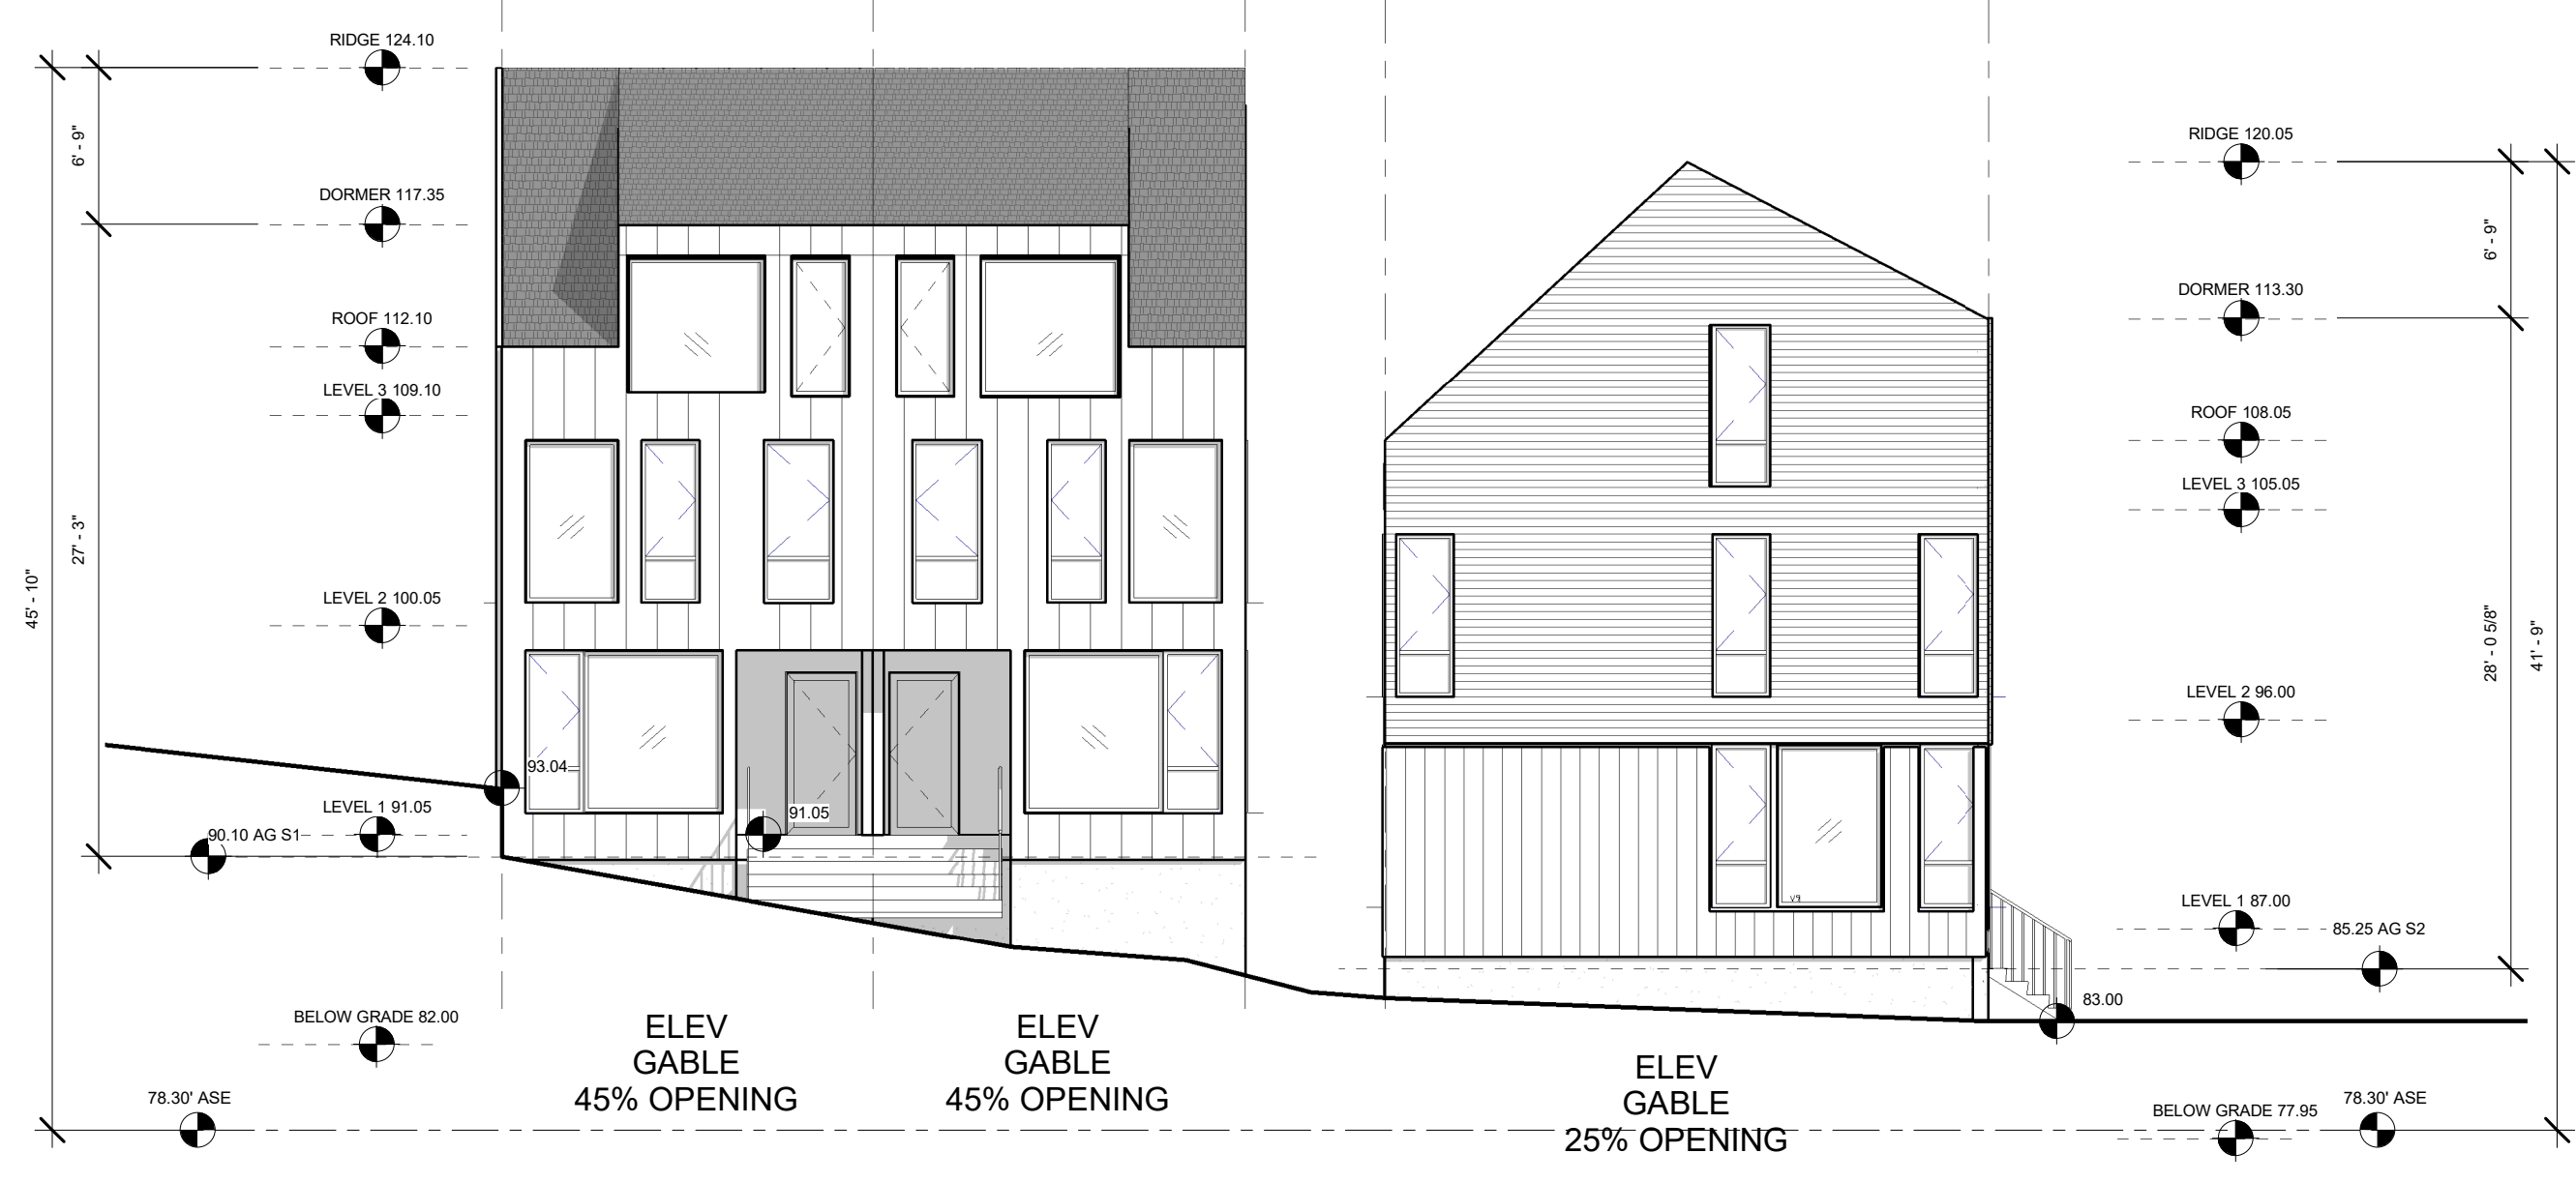 RIDGE 124.10
DORMER 117.35
ROOF 112.10
LEVEL 3 109.10
LEVEL 2 100.05
LEVEL 1 91.05
90.10 AG S1
BELOW GRADE 82.00
78.30' ASE
6' - 9"
27' - 3"
45' - 10"
93.04
91.05
ELEV
GABLE
45% OPENING
ELEV
GABLE
45% OPENING
ELEV
GABLE
25% OPENING
RIDGE 120.05
DORMER 113.30
ROOF 108.05
LEVEL 3 105.05
LEVEL 2 96.00
LEVEL 1 87.00
85.25 AG S2
83.00
BELOW GRADE 77.95
78.30' ASE
6' - 9"
28' - 0 5/8"
41' - 9"